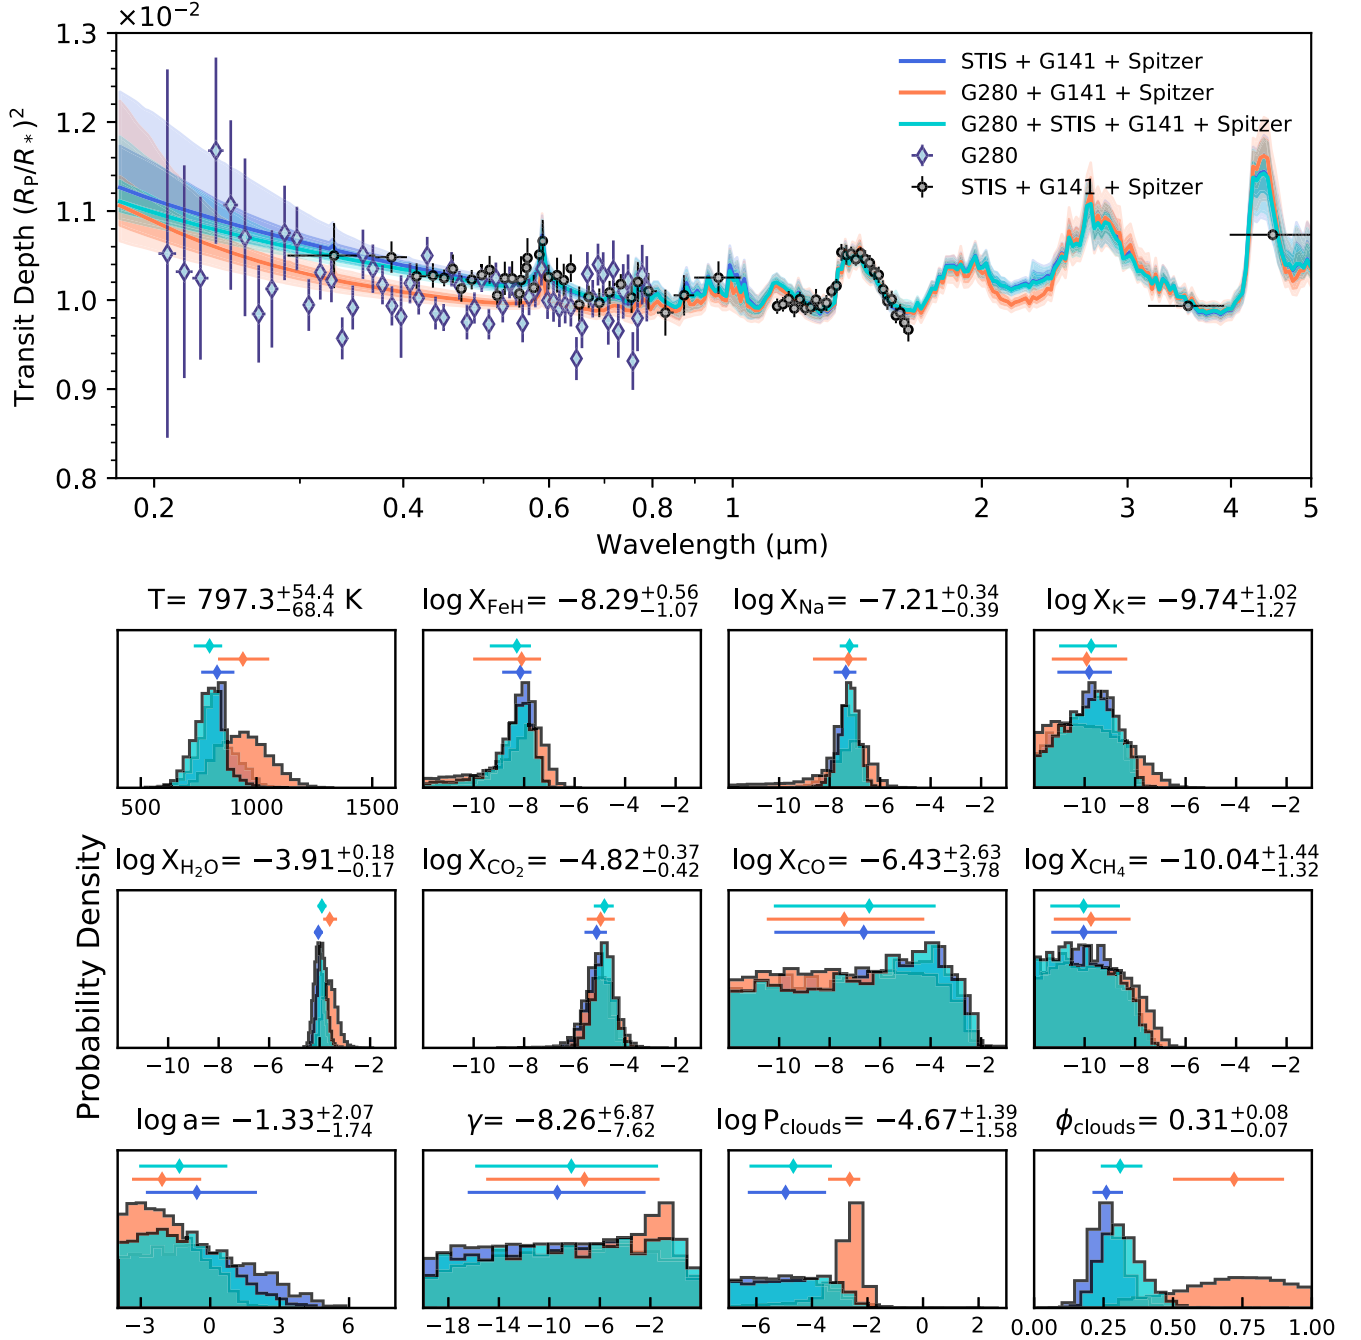 ×10⁻²
1.3
1.2
1.1
1.0
0.9
0.8
Transit Depth (R_P/R_*)²
STIS + G141 + Spitzer
G280 + G141 + Spitzer
G280 + STIS + G141 + Spitzer
G280
STIS + G141 + Spitzer
0.2 0.4 0.6 0.8 1 2 3 4 5
Wavelength (μm)
T= 797.3 +54.4 −68.4 K
log X_FeH= −8.29 +0.56 −1.07
log X_Na= −7.21 +0.34 −0.39
log X_K= −9.74 +1.02 −1.27
500 1000 1500
−10 −8 −6 −4 −2
−10 −8 −6 −4 −2
−10 −8 −6 −4 −2
Probability Density
log X_H₂O= −3.91 +0.18 −0.17
log X_CO₂= −4.82 +0.37 −0.42
log X_CO= −6.43 +2.63 −3.78
log X_CH₄= −10.04 +1.44 −1.32
−10 −8 −6 −4 −2
−10 −8 −6 −4 −2
−10 −8 −6 −4 −2
−10 −8 −6 −4 −2
log a= −1.33 +2.07 −1.74
γ= −8.26 +6.87 −7.62
log P_clouds= −4.67 +1.39 −1.58
ϕ_clouds= 0.31 +0.08 −0.07
−3 0 3 6
−18 −14 −10 −6 −2
−6 −4 −2 0 2
0.00 0.25 0.50 0.75 1.00